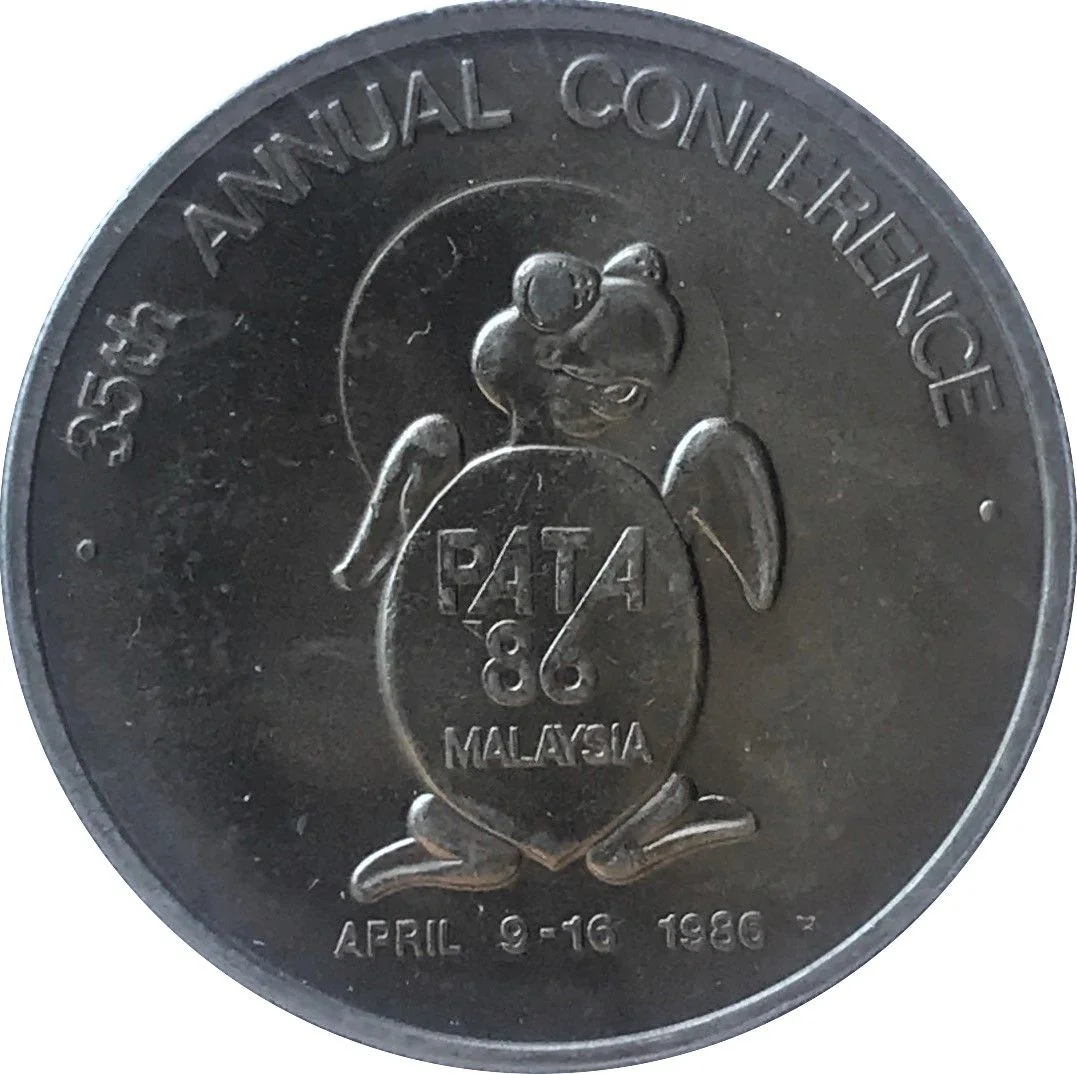 35th ANNUAL CONFERENCE
PATA
'86
MALAYSIA
APRIL 9-16 1986